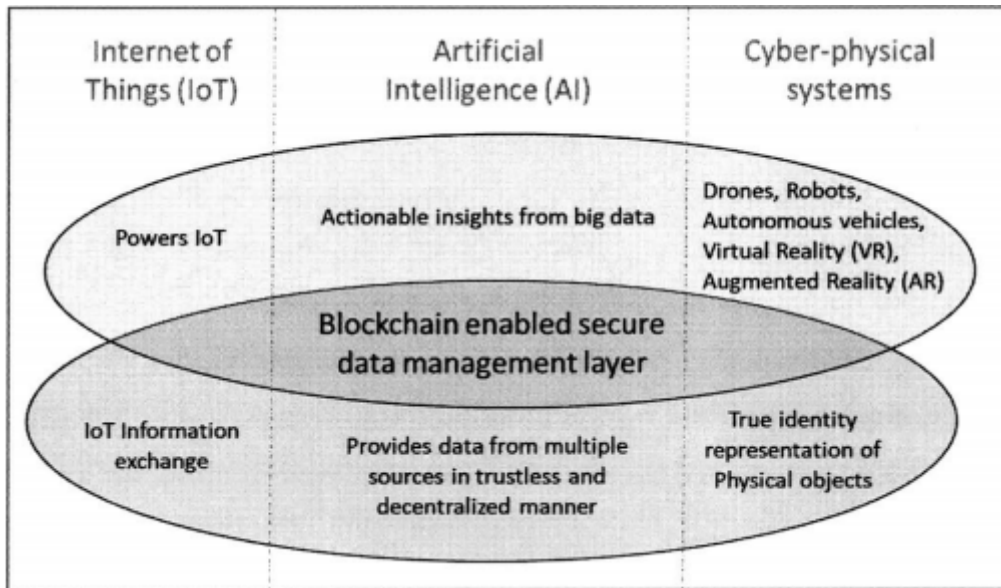 Internet of
Things (IoT)
Artificial
Intelligence (AI)
Cyber-physical
systems
Powers IoT
Actionable insights from big data
Drones, Robots,
Autonomous vehicles,
Virtual Reality (VR),
Augmented Reality (AR)
Blockchain enabled secure
data management layer
IoT Information
exchange
Provides data from multiple
sources in trustless and
decentralized manner
True identity
representation of
Physical objects